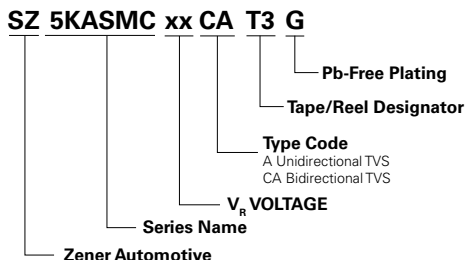 SZ 5KASMC xx CA T3 G
Pb-Free Plating
Tape/Reel Designator
Type Code
A Unidirectional TVS
CA Bidirectional TVS
VR VOLTAGE
Series Name
Zener Automotive